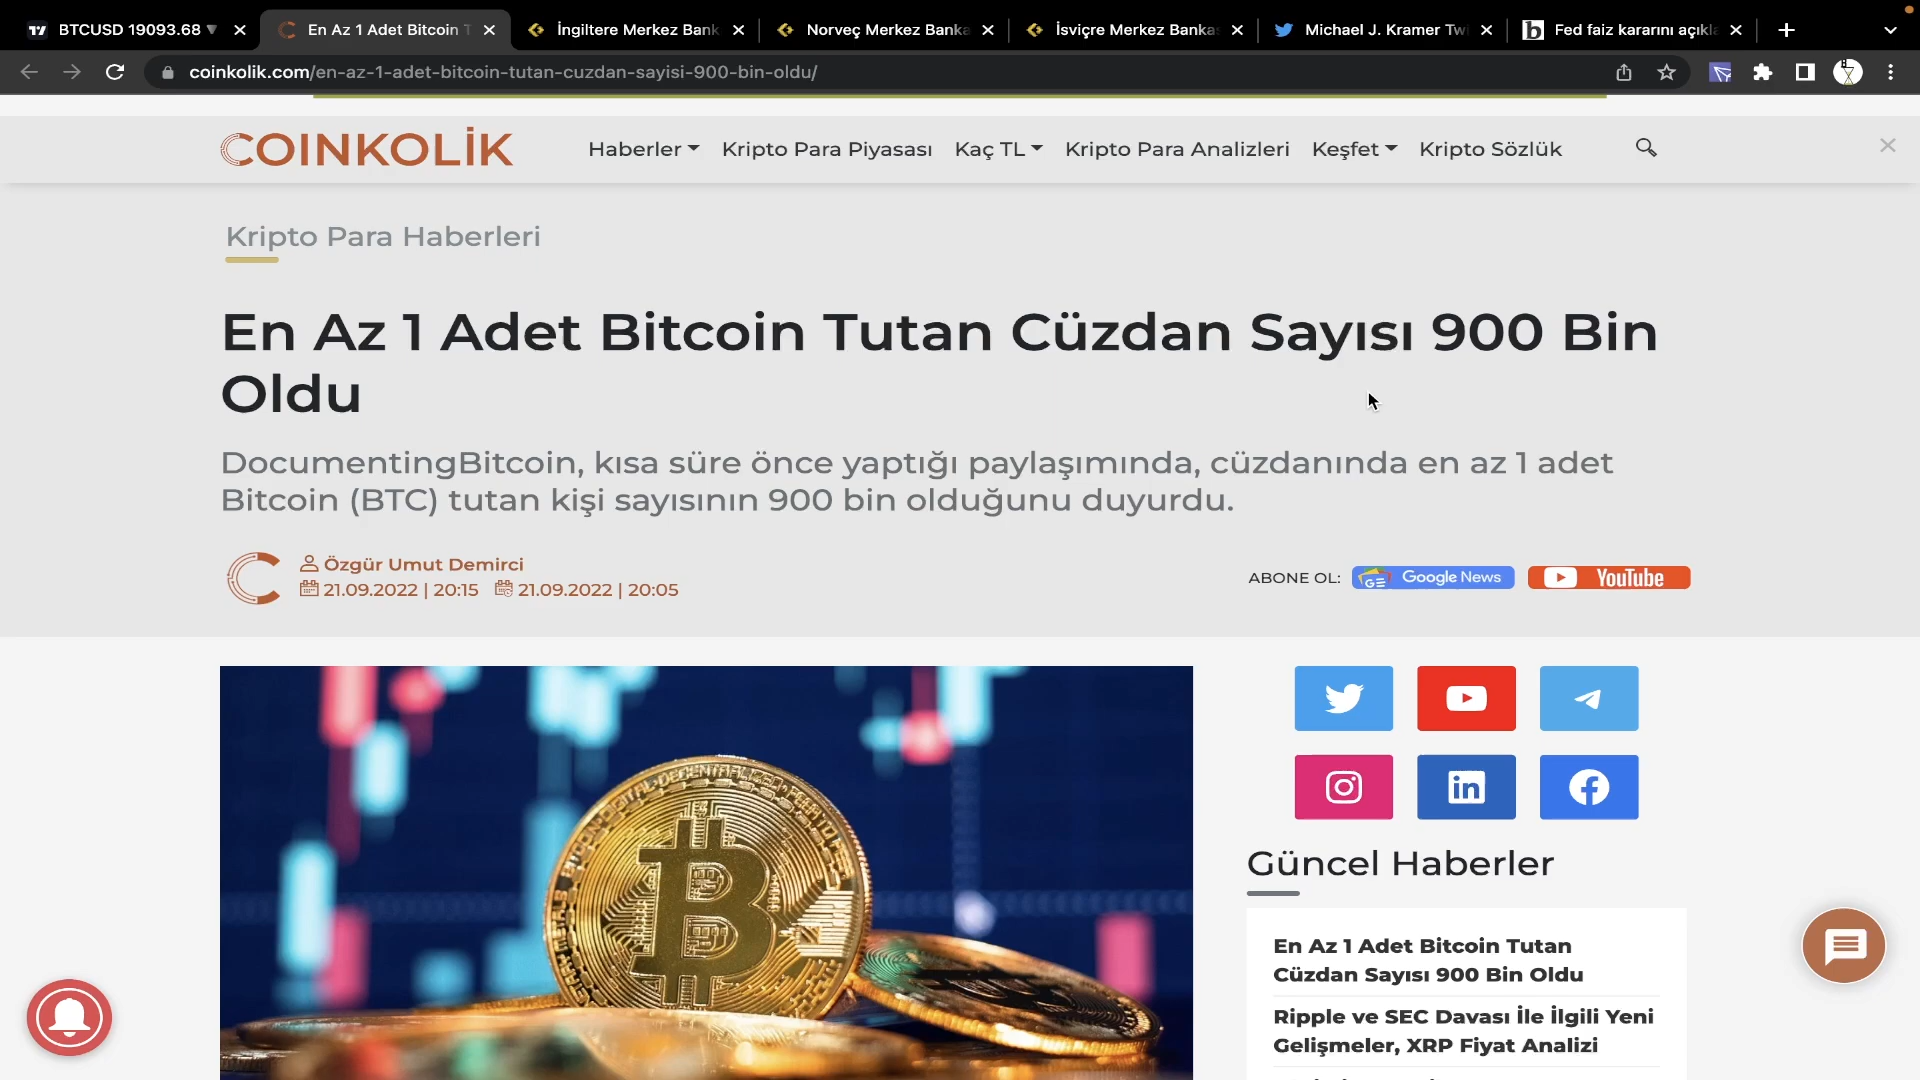 BTCUSD 19093.68
En Az 1 Adet Bitcoin T
İngiltere Merkez Bank
Norveç Merkez Banka
İsviçre Merkez Bankas
Michael J. Kramer Twi
Fed faiz kararını açıkla
coinkolik.com/en-az-1-adet-bitcoin-tutan-cuzdan-sayisi-900-bin-oldu/
COINKOLİK
Haberler
Kripto Para Piyasası
Kaç TL
Kripto Para Analizleri
Keşfet
Kripto Sözlük
Kripto Para Haberleri
En Az 1 Adet Bitcoin Tutan Cüzdan Sayısı 900 Bin
Oldu
DocumentingBitcoin, kısa süre önce yaptığı paylaşımında, cüzdanında en az 1 adet
Bitcoin (BTC) tutan kişi sayısının 900 bin olduğunu duyurdu.
Özgür Umut Demirci
21.09.2022 | 20:15 21.09.2022 | 20:05
ABONE OL:
GE Google News
YouTube
Güncel Haberler
En Az 1 Adet Bitcoin Tutan
Cüzdan Sayısı 900 Bin Oldu
Ripple ve SEC Davası İle İlgili Yeni
Gelişmeler, XRP Fiyat Analizi